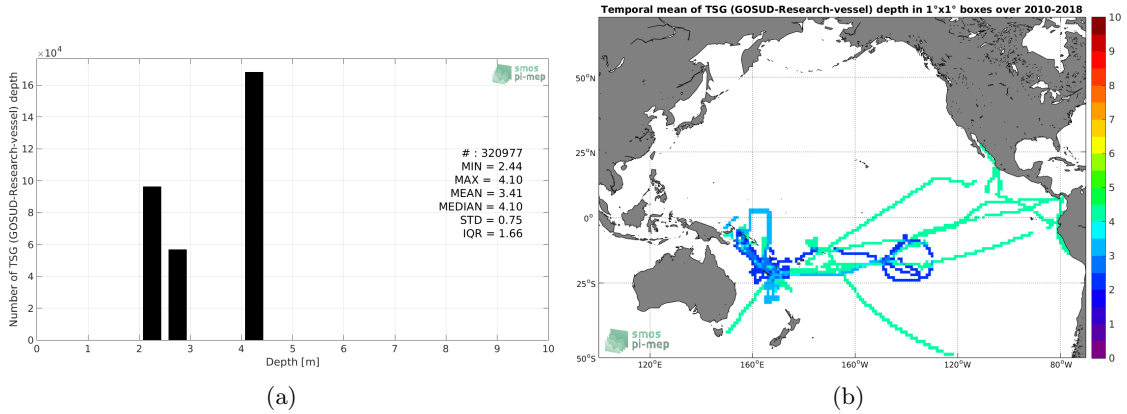 ×10⁴
16
14
12
10
8
6
4
2
0
Number of TSG (GOSUD-Research-vessel) depth
0 1 2 3 4 5 6 7 8 9 10
Depth [m]
smos
pi-mep
# : 320977
MIN = 2.44
MAX = 4.10
MEAN = 3.41
MEDIAN = 4.10
STD = 0.75
IQR = 1.66
(a)
Temporal mean of TSG (GOSUD-Research-vessel) depth in 1°x1° boxes over 2010-2018
50°N
25°N
0°
25°S
50°S
120°E 160°E 160°W 120°W 80°W
smos
pi-mep
10
9
8
7
6
5
4
3
2
1
0
(b)